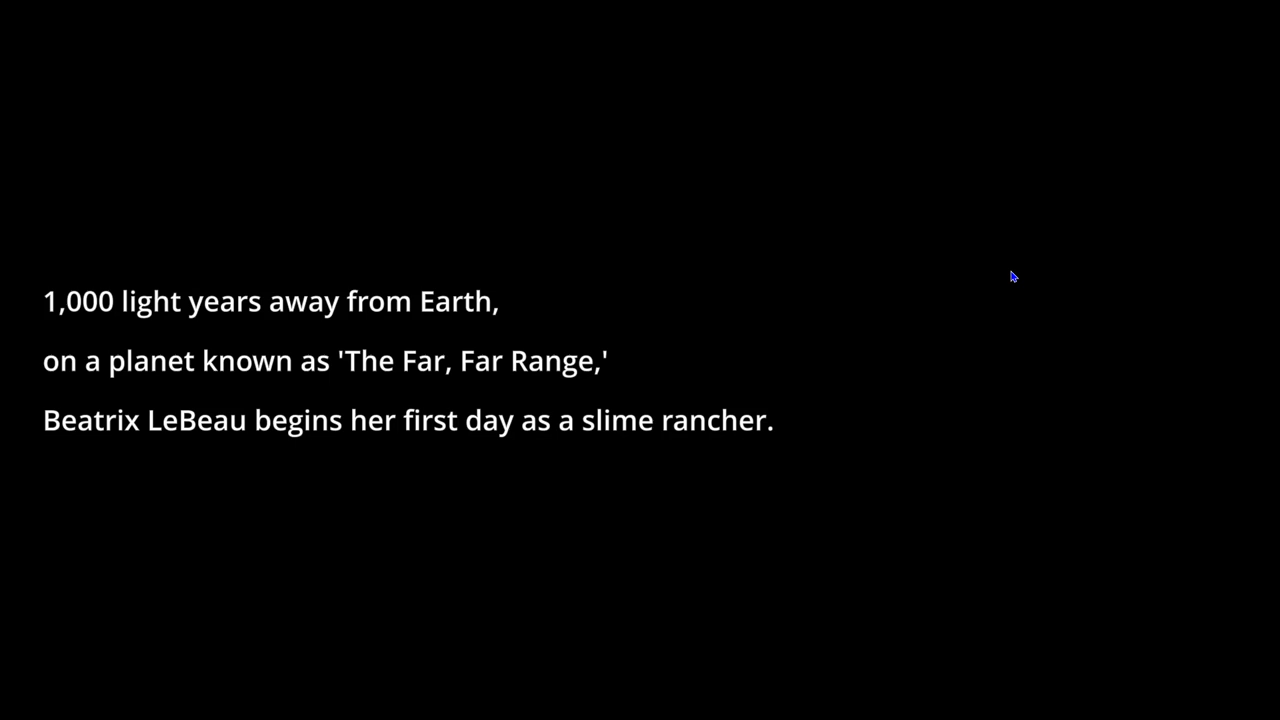 1,000 light years away from Earth,
on a planet known as 'The Far, Far Range,'
Beatrix LeBeau begins her first day as a slime rancher.